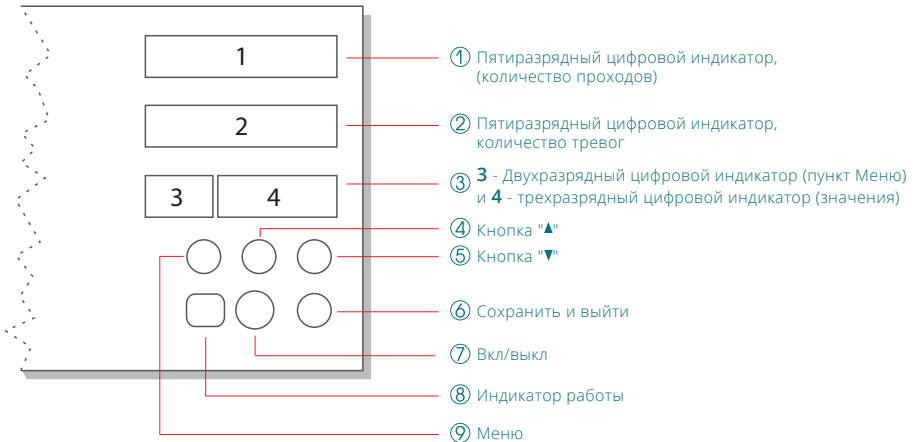 1
① Пятиразрядный цифровой индикатор,
(количество проходов)
2
② Пятиразрядный цифровой индикатор,
количество тревог
3 4
③ 3 - Двухразрядный цифровой индикатор (пункт Меню)
и 4 - трехразрядный цифровой индикатор (значения)
④ Кнопка "▲"
⑤ Кнопка "▼"
⑥ Сохранить и выйти
⑦ Вкл/выкл
⑧ Индикатор работы
⑨ Меню